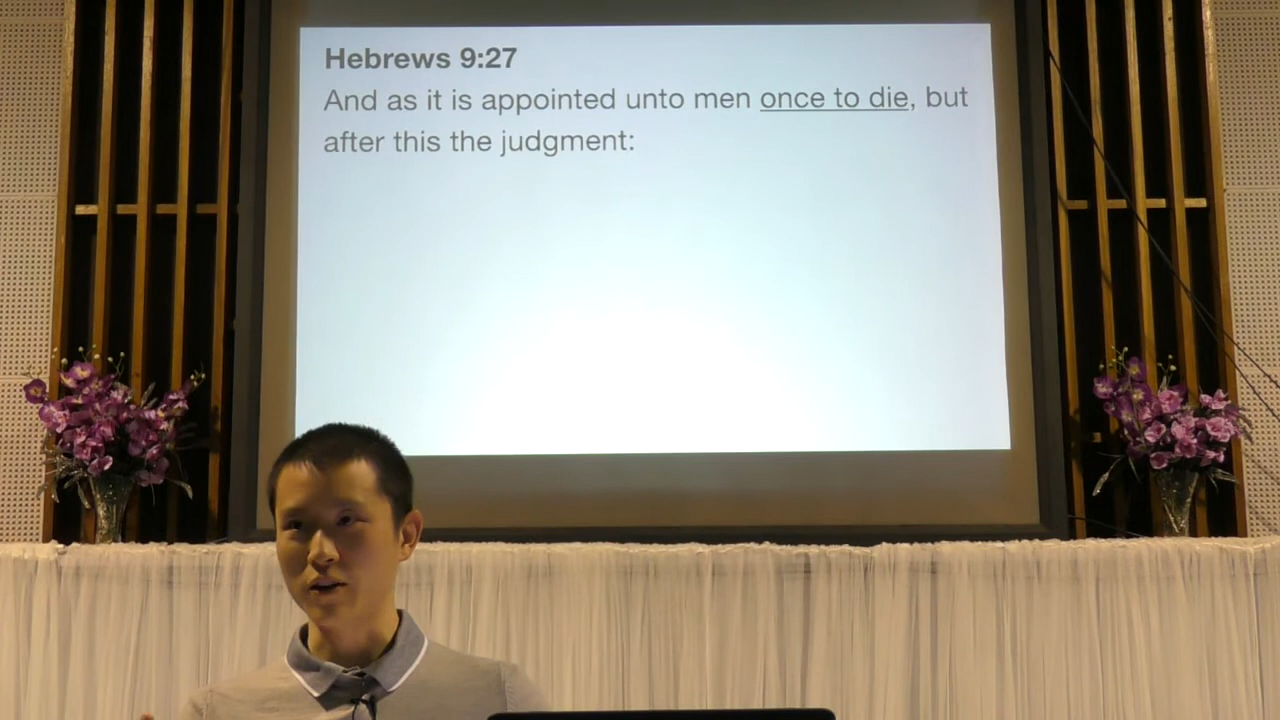 Hebrews 9:27
And as it is appointed unto men once to die, but
after this the judgment: